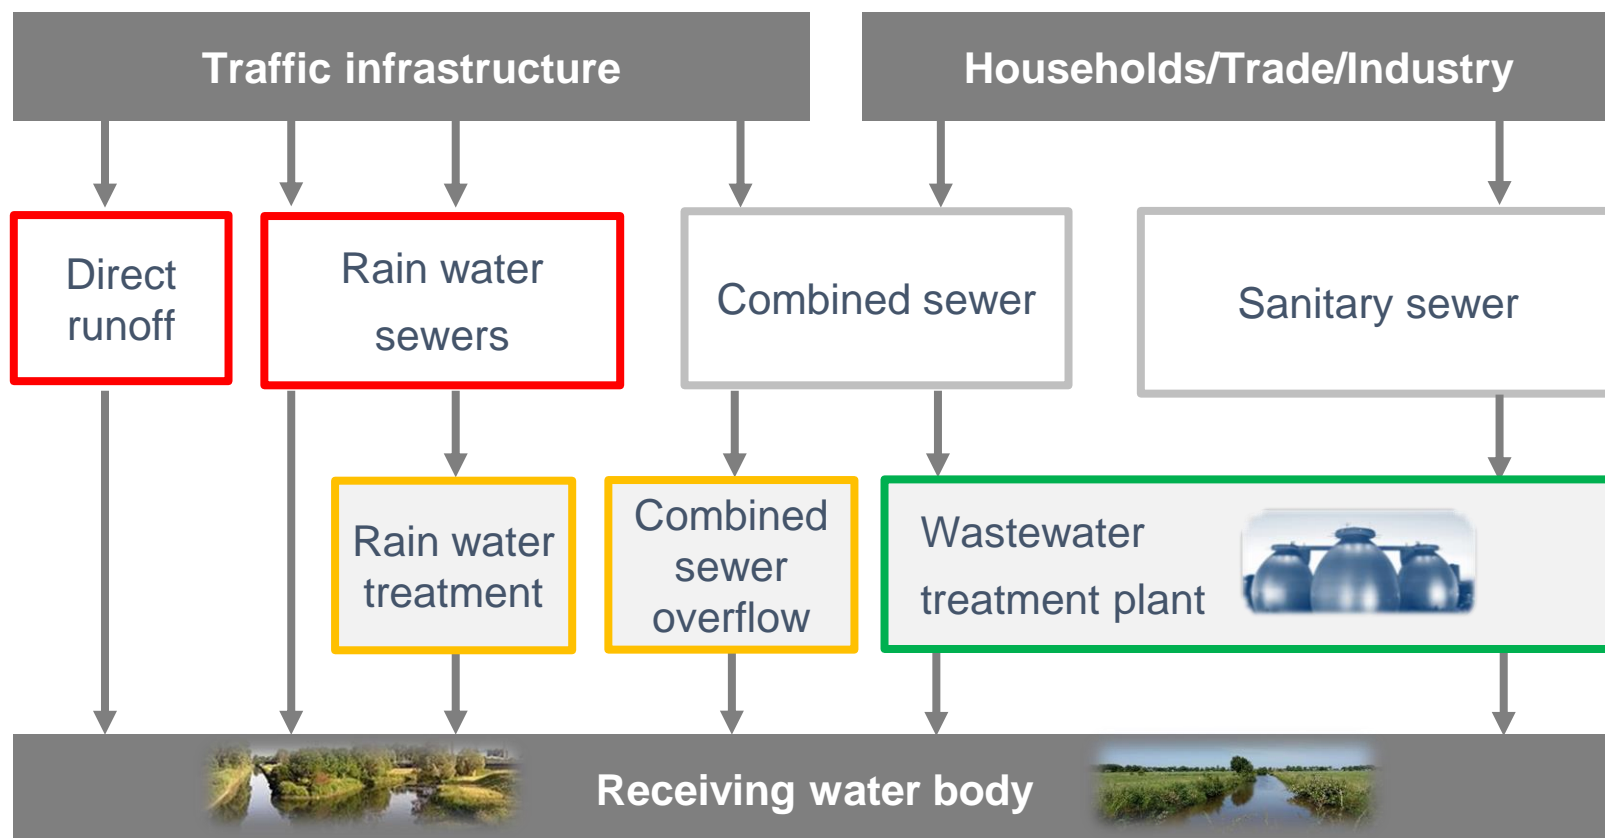 Traffic infrastructure
Households/Trade/Industry
Direct
runoff
Rain water
sewers
Combined sewer
Sanitary sewer
Rain water
treatment
Combined
sewer
overflow
Wastewater
treatment plant
Receiving water body